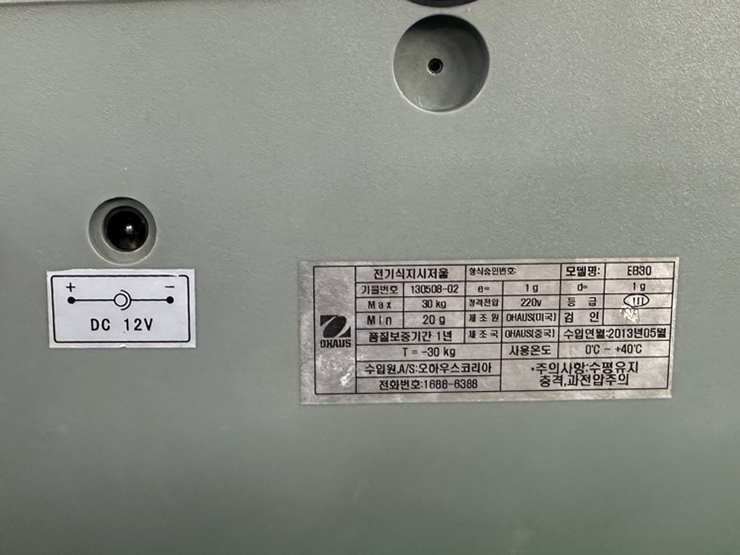 + −
DC 12V
OHAUS
전기식지시저울 형식승인번호: 모델명: EB30
기물번호 130508-02 e= 1g d= 1g
Max 30 kg 정격전압 220v 등급 III
Min 20 g 제조원 OHAUS(미국) 검인
품질보증기간 1년 제조국 OHAUS(중국) 수입연월:2013년05월
T = -30 kg 사용온도 0℃ ~ +40℃
수입원,A/S:오하우스코리아 •주의사항:수평유지
전화번호:1688-6388 충격,과전압주의